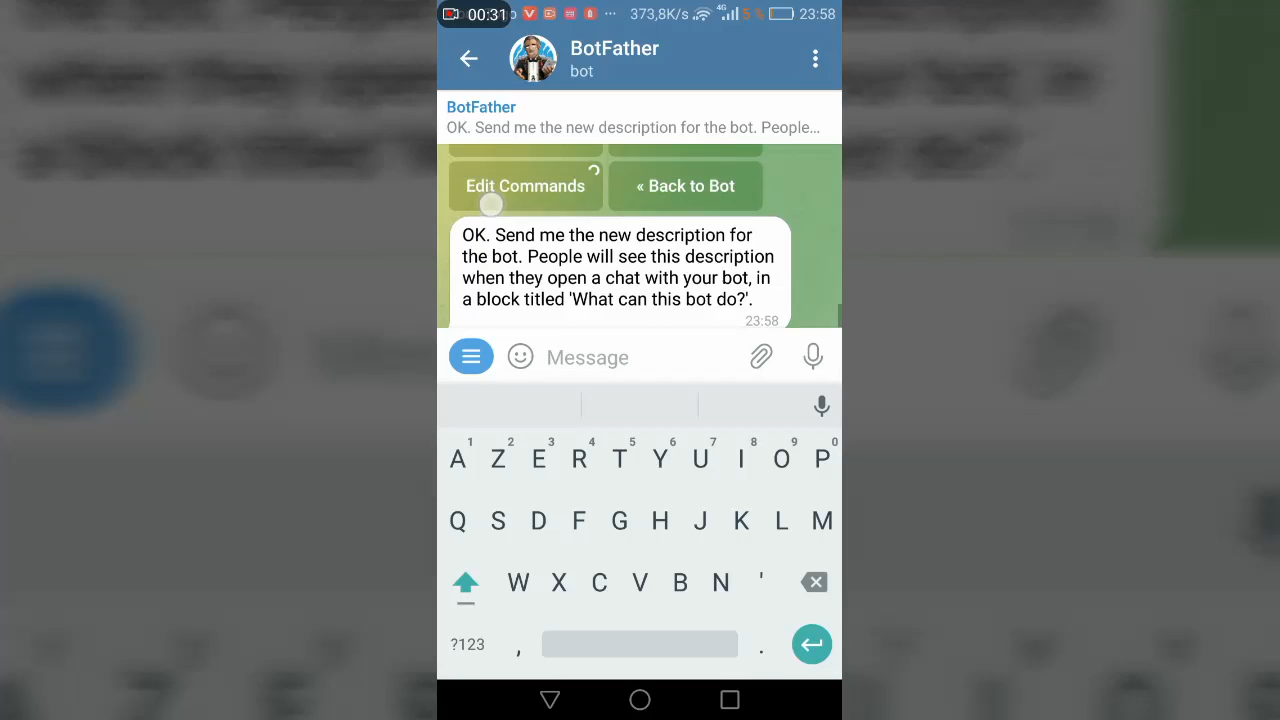 00:31 ... 373,8K/s 4G 5 % 23:58
BotFather
bot
BotFather
OK. Send me the new description for the bot. People...
Edit Commands « Back to Bot
OK. Send me the new description for
the bot. People will see this description
when they open a chat with your bot, in
a block titled 'What can this bot do?'.
23:58
Message
1 2 3 4 5 6 7 8 9 0
A Z E R T Y U I O P
Q S D F G H J K L M
W X C V B N '
?123 , .